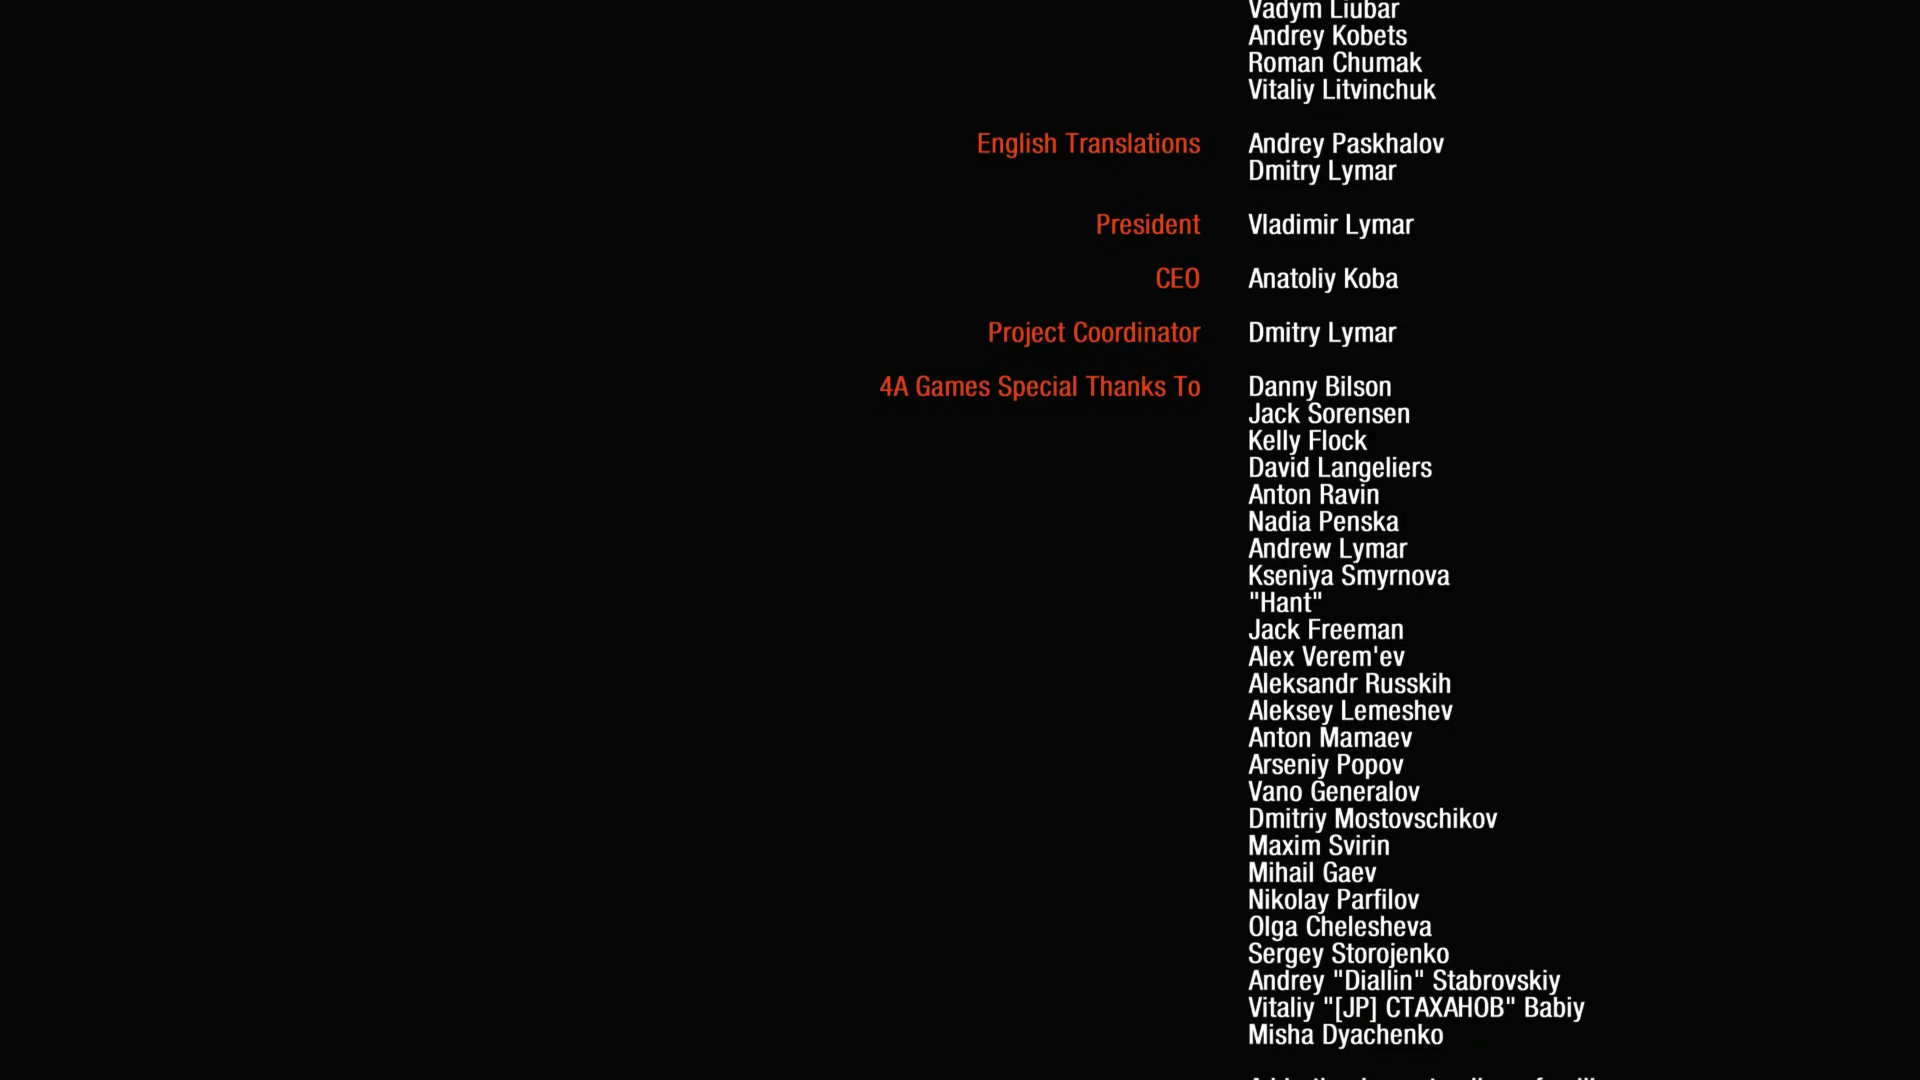 Vadym Liubar
Andrey Kobets
Roman Chumak
Vitaliy Litvinchuk
English Translations Andrey Paskhalov
Dmitry Lymar
President Vladimir Lymar
CEO Anatoliy Koba
Project Coordinator Dmitry Lymar
4A Games Special Thanks To Danny Bilson
Jack Sorensen
Kelly Flock
David Langeliers
Anton Ravin
Nadia Penska
Andrew Lymar
Kseniya Smyrnova
"Hant"
Jack Freeman
Alex Verem'ev
Aleksandr Russkih
Aleksey Lemeshev
Anton Mamaev
Arseniy Popov
Vano Generalov
Dmitriy Mostovschikov
Maxim Svirin
Mihail Gaev
Nikolay Parfilov
Olga Chelesheva
Sergey Storojenko
Andrey "Diallin" Stabrovskiy
Vitaliy "[JP] СТАХАНОВ" Babiy
Misha Dyachenko